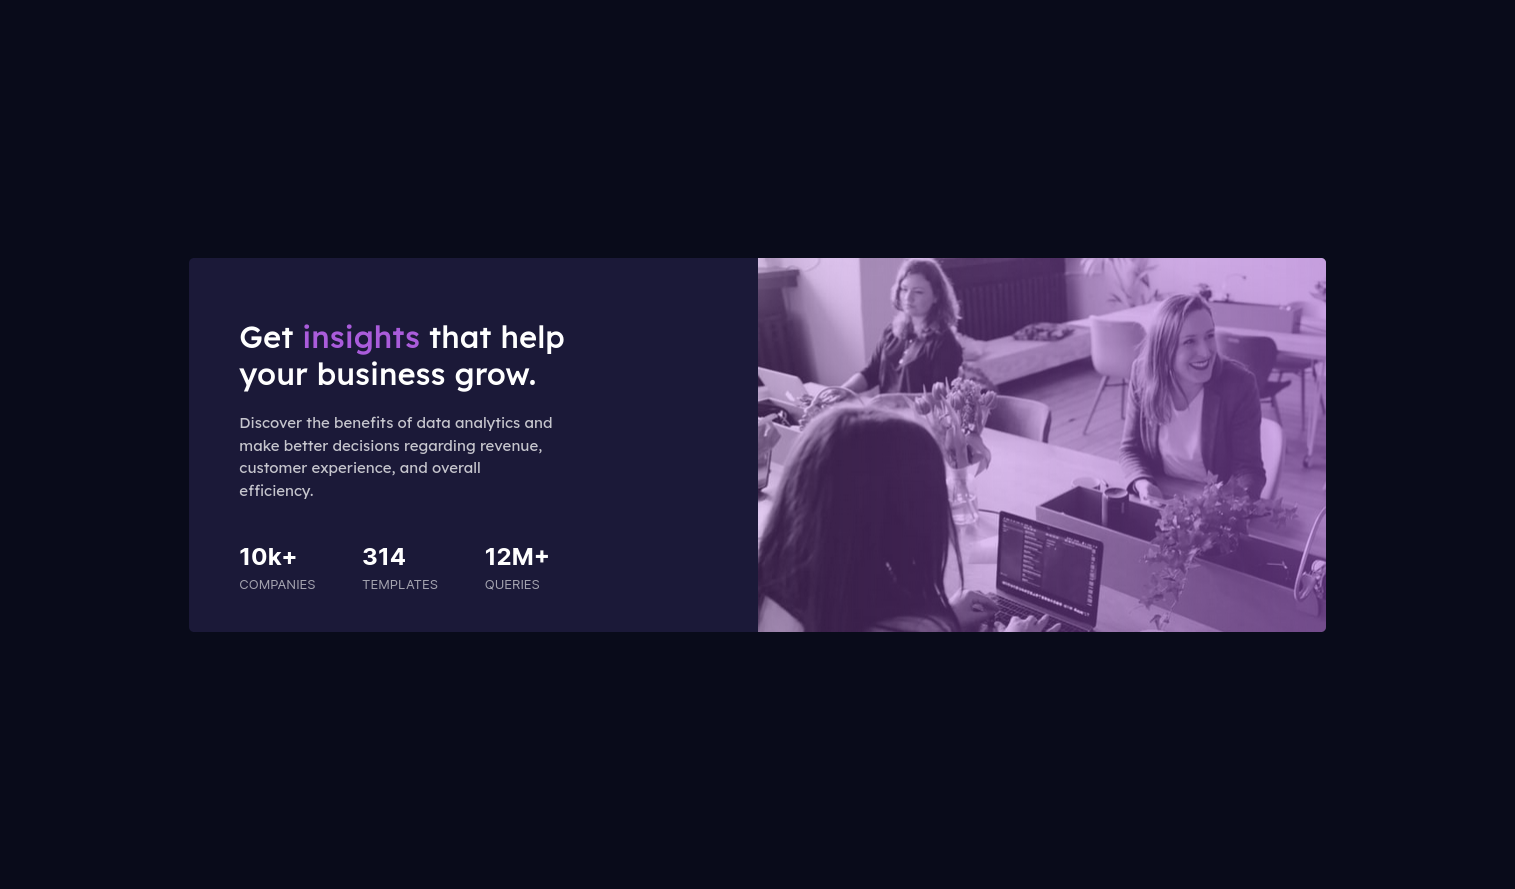 Get insights that help
your business grow.
Discover the benefits of data analytics and
make better decisions regarding revenue,
customer experience, and overall
efficiency.
10k+ 314 12M+
COMPANIES TEMPLATES QUERIES